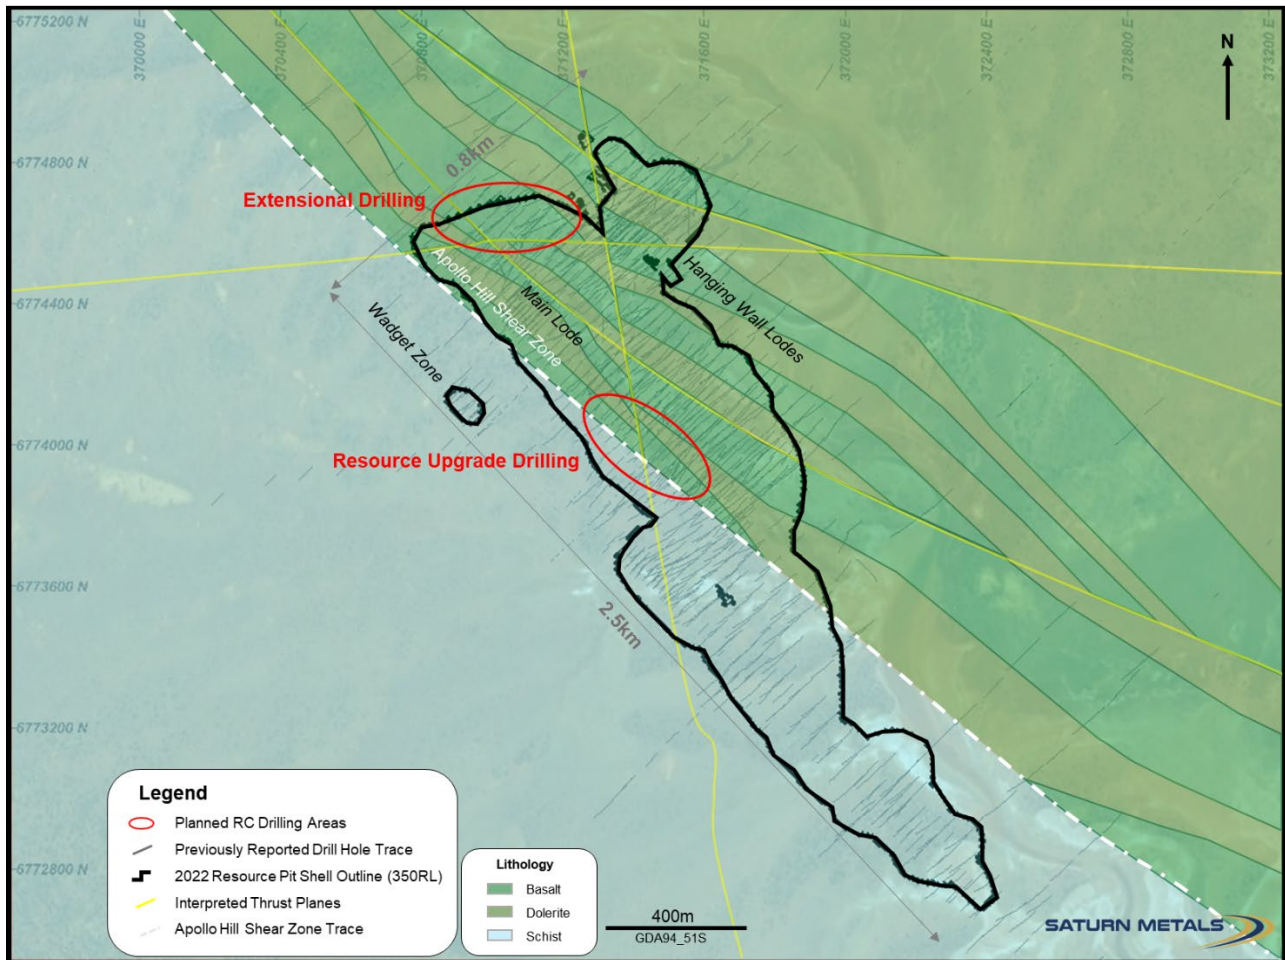 6775200 N
370000 E
370400 E
370800 E
371200 E
371600 E
372000 E
372400 E
372800 E
373200 E
N
6774800 N
0.8km
Extensional Drilling
Apollo Hill Shear Zone
Main Lode
Hanging Wall Lodes
6774400 N
Wadget Zone
6774000 N
Resource Upgrade Drilling
6773600 N
2.5km
6773200 N
6772800 N
Legend
Planned RC Drilling Areas
Previously Reported Drill Hole Trace
2022 Resource Pit Shell Outline (350RL)
Interpreted Thrust Planes
Apollo Hill Shear Zone Trace
Lithology
Basalt
Dolerite
Schist
400m
GDA94_51S
SATURN METALS